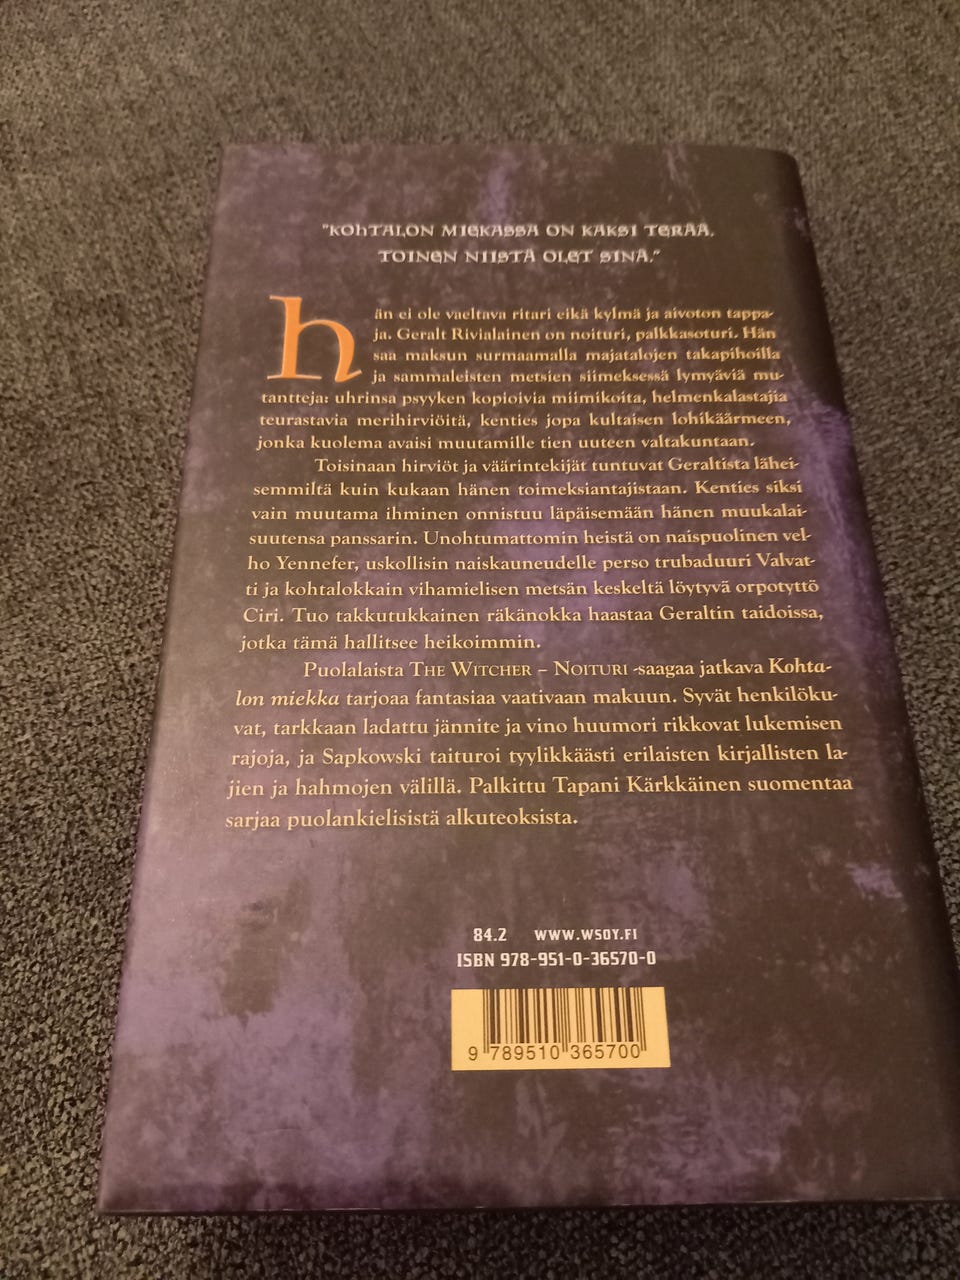 "KOHTALON MIEKASSA ON KAKSI TERÄÄ.
TOINEN NIISTÄ OLET SINÄ."
hän ei ole vaeltava ritari eikä kylmä ja aivoton tappa-
ja. Geralt Rivialainen on noituri, palkkasoturi. Hän
saa maksun surmaamalla majatalojen takapihoilla
ja sammaleisten metsien siimeksessä lymyäviä mu-
tantteja: uhrinsa psyyken kopioivia miimikoita, helmenkalastajia
teurastavia merihirviöitä, kenties jopa kultaisen lohikäärmeen,
jonka kuolema avaisi muutamille tien uuteen valtakuntaan.
Toisinaan hirviöt ja väärintekijät tuntuvat Geraltista lähei-
semmiltä kuin kukaan hänen toimeksiantajistaan. Kenties siksi
vain muutama ihminen onnistuu läpäisemään hänen muukalai-
suutensa panssarin. Unohtumattomin heistä on naispuolinen vel-
ho Yennefer, uskollisin naiskauneudelle perso trubaduuri Valvat-
ti ja kohtalokkain vihamielisen metsän keskeltä löytyvä orpotyttö
Ciri. Tuo takkutukkainen räkänokka haastaa Geraltin taidoissa,
jotka tämä hallitsee heikoimmin.
Puolalaista THE WITCHER – NOITURI -saagaa jatkava Kohta-
lon miekka tarjoaa fantasiaa vaativaan makuun. Syvät henkilöku-
vat, tarkkaan ladattu jännite ja vino huumori rikkovat lukemisen
rajoja, ja Sapkowski taituroi tyylikkäästi erilaisten kirjallisten la-
jien ja hahmojen välillä. Palkittu Tapani Kärkkäinen suomentaa
sarjaa puolankielisistä alkuteoksista.
84.2 WWW.WSOY.FI
ISBN 978-951-0-36570-0
9 789510 365700